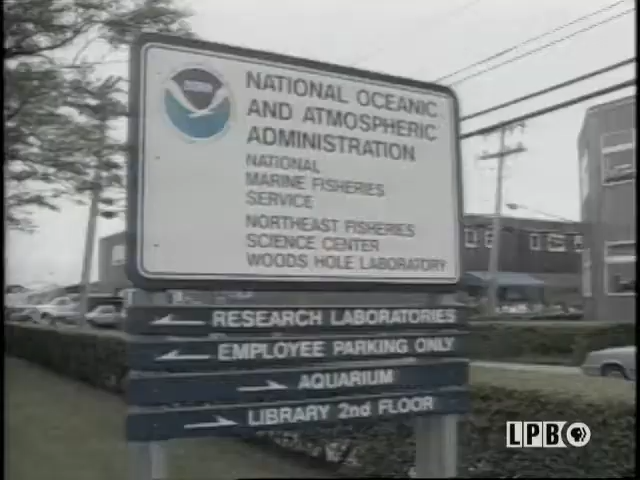 NATIONAL OCEANIC
AND ATMOSPHERIC
ADMINISTRATION
NATIONAL
MARINE FISHERIES
SERVICE
NORTHEAST FISHERIES
SCIENCE CENTER
WOODS HOLE LABORATORY
RESEARCH LABORATORIES
EMPLOYEE PARKING ONLY
AQUARIUM
LIBRARY 2nd FLOOR
LPB